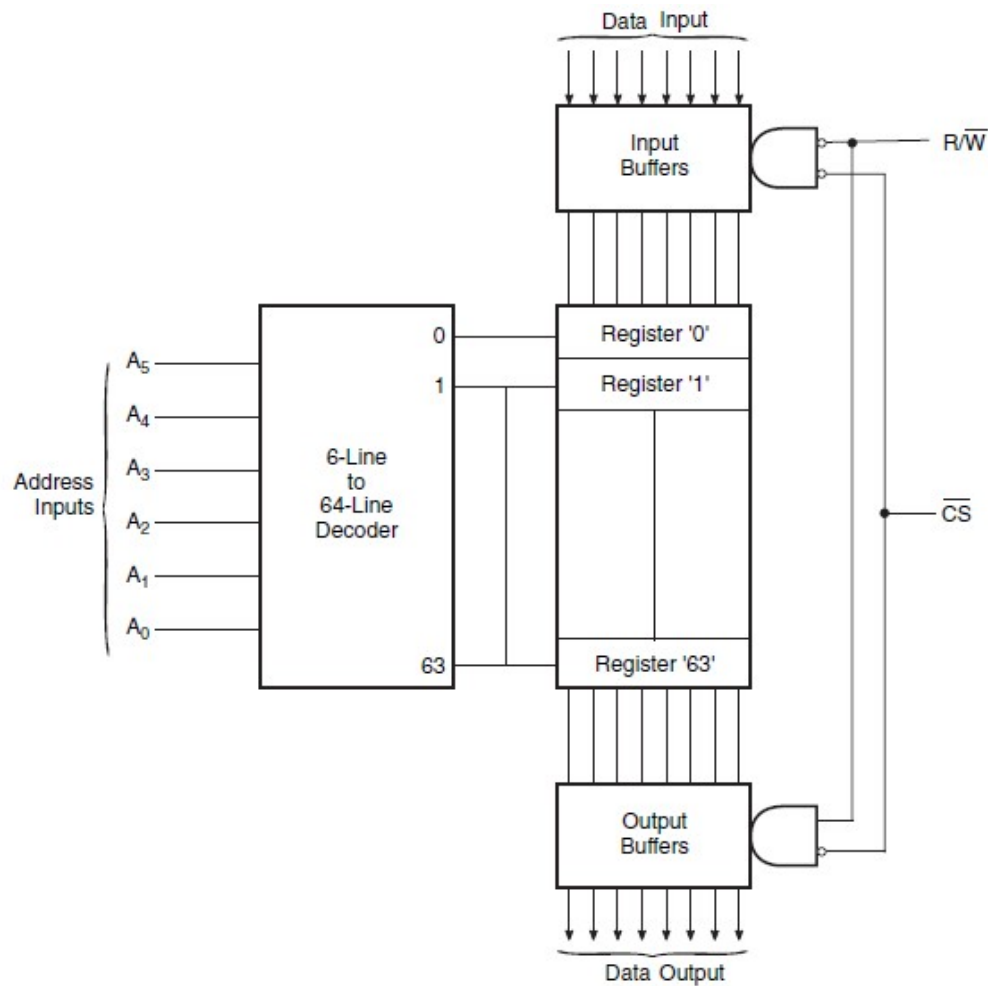 Data Input
Input
Buffers
R/W̅
0
Register '0'
A₅
1
Register '1'
A₄
6-Line
to
64-Line
Decoder
Address
Inputs
A₃
A₂
C̅S̅
A₁
A₀
63
Register '63'
Output
Buffers
Data Output